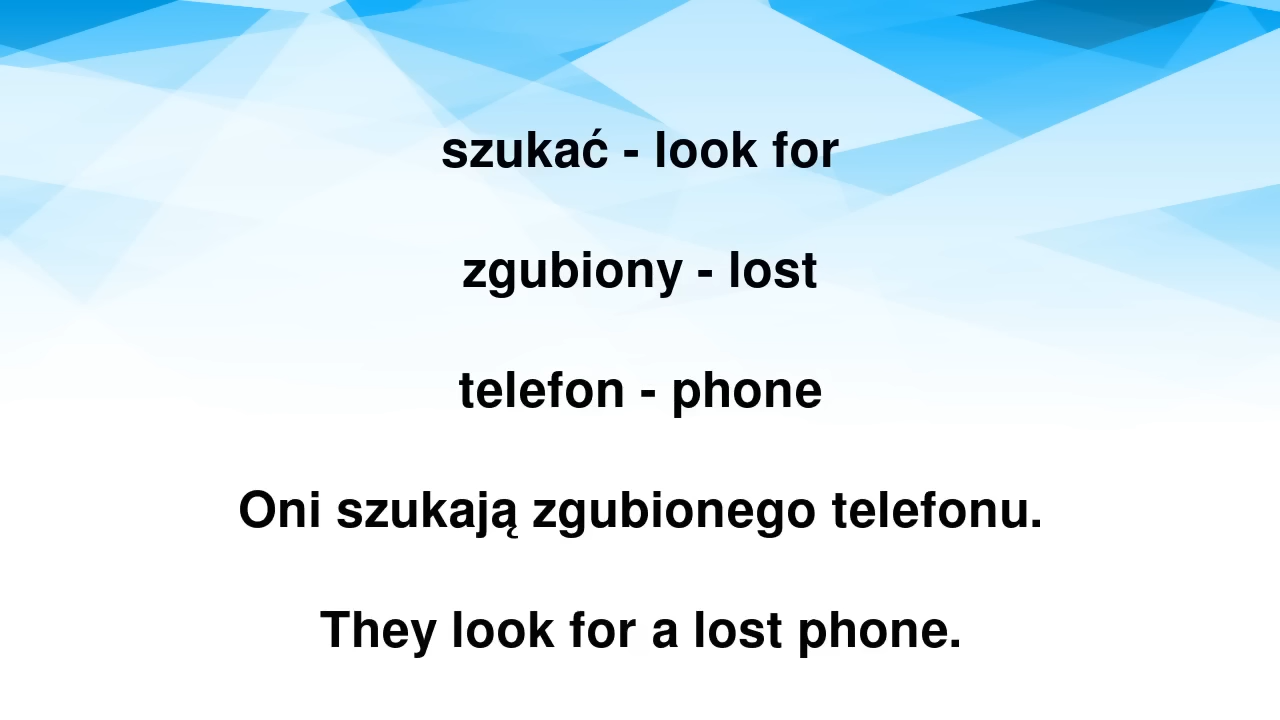 szukać - look for
zgubiony - lost
telefon - phone
Oni szukają zgubionego telefonu.
They look for a lost phone.